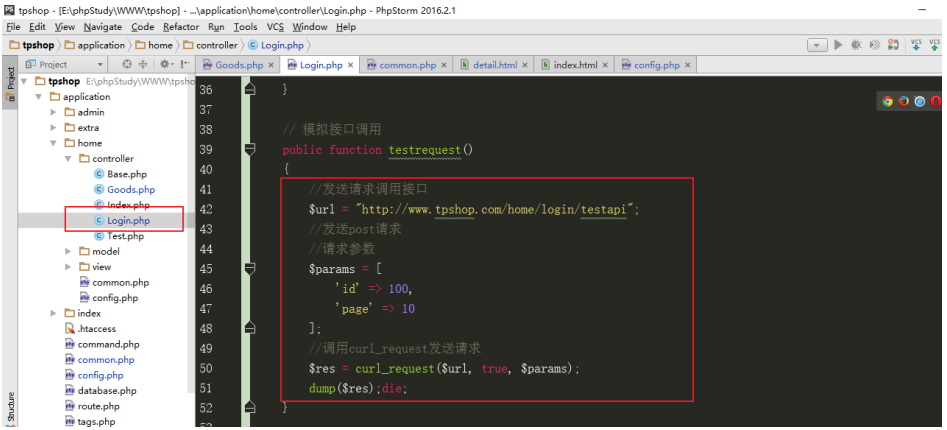 tpshop - [E:\phpStudy\WWW\tpshop] - ...\application\home\controller\Login.php - PhpStorm 2016.2.1
File Edit View Navigate Code Refactor Run Tools VCS Window Help
tpshop application home controller Login.php
Project Goods.php Login.php common.php detail.html index.html config.php
tpshop E:\phpStudy\WWW\tpsho
application
admin
extra
home
controller
Base.php
Goods.php
Index.php
Login.php
Test.php
model
view
common.php
config.php
index
.htaccess
command.php
common.php
config.php
database.php
route.php
tags.php
Project
Structure
VCS VCS
36 }
37
38 // 模拟接口调用
39 public function testrequest()
40 {
41 //发送请求调用接口
42 $url = "http://www.tpshop.com/home/login/testapi";
43 //发送post请求
44 //请求参数
45 $params = [
46 'id' => 100,
47 'page' => 10
48 ];
49 //调用curl_request发送请求
50 $res = curl_request($url, true, $params);
51 dump($res);die;
52 }